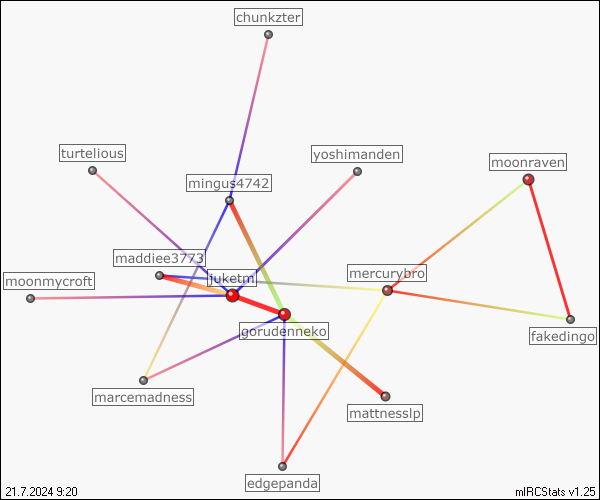 chunkzter
turtelious
yoshimanden
moonraven
mingus4742
maddiee3773
juketm
mercurybro
moonmycroft
gorudenneko
fakedingo
marcemadness
mattnesslp
edgepanda
21.7.2024 9:20
mIRCStats v1.25